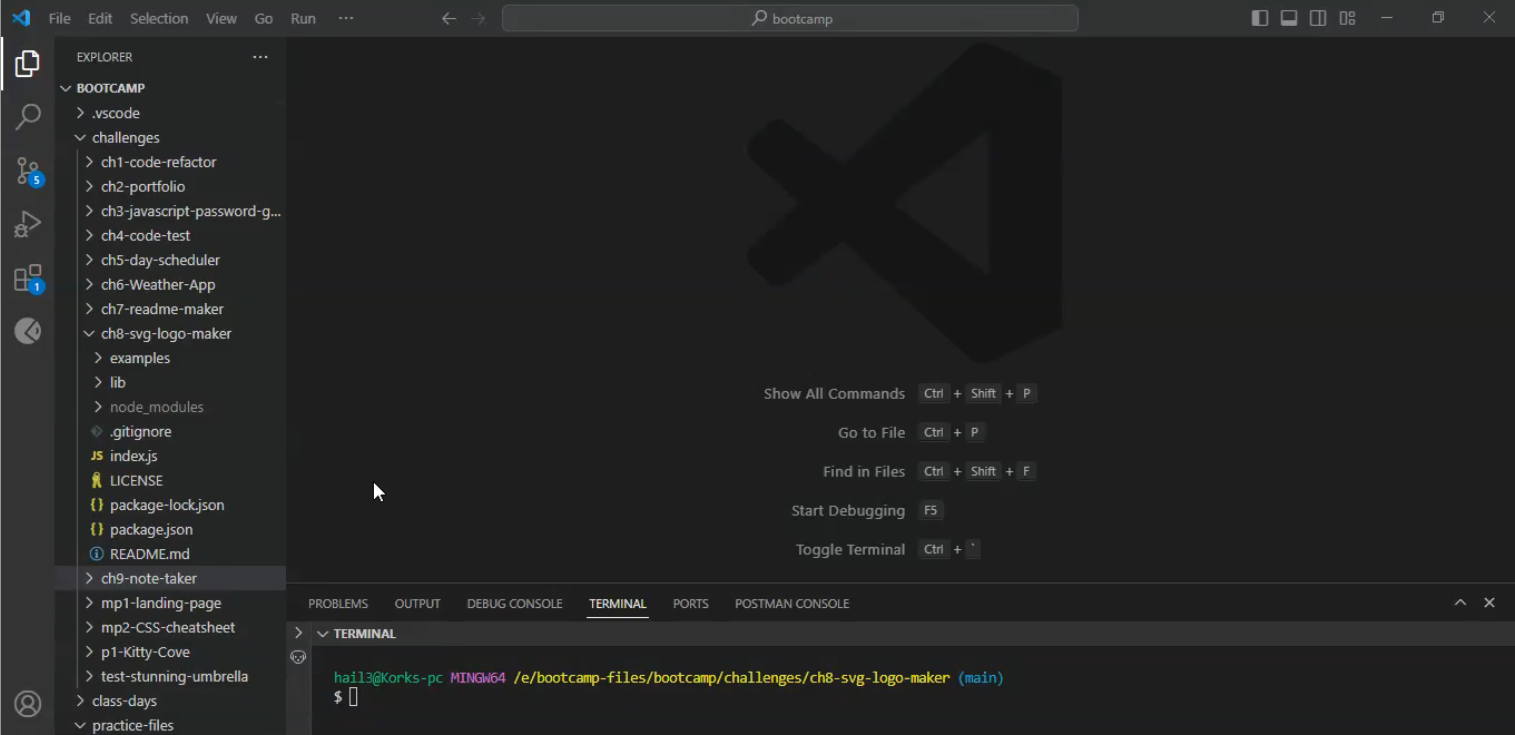 File Edit Selection View Go Run ···
bootcamp
EXPLORER ···
BOOTCAMP
.vscode
challenges
ch1-code-refactor
ch2-portfolio
ch3-javascript-password-g...
ch4-code-test
5
ch5-day-scheduler
ch6-Weather-App
1
ch7-readme-maker
ch8-svg-logo-maker
examples
lib
node_modules
.gitignore
JS index.js
LICENSE
{} package-lock.json
{} package.json
README.md
ch9-note-taker
mp1-landing-page
mp2-CSS-cheatsheet
p1-Kitty-Cove
test-stunning-umbrella
class-days
practice-files
Show All Commands Ctrl + Shift + P
Go to File Ctrl + P
Find in Files Ctrl + Shift + F
Start Debugging F5
Toggle Terminal Ctrl + `
PROBLEMS OUTPUT DEBUG CONSOLE TERMINAL PORTS POSTMAN CONSOLE
TERMINAL
hail3@Korks-pc MINGW64 /e/bootcamp-files/bootcamp/challenges/ch8-svg-logo-maker (main)
$